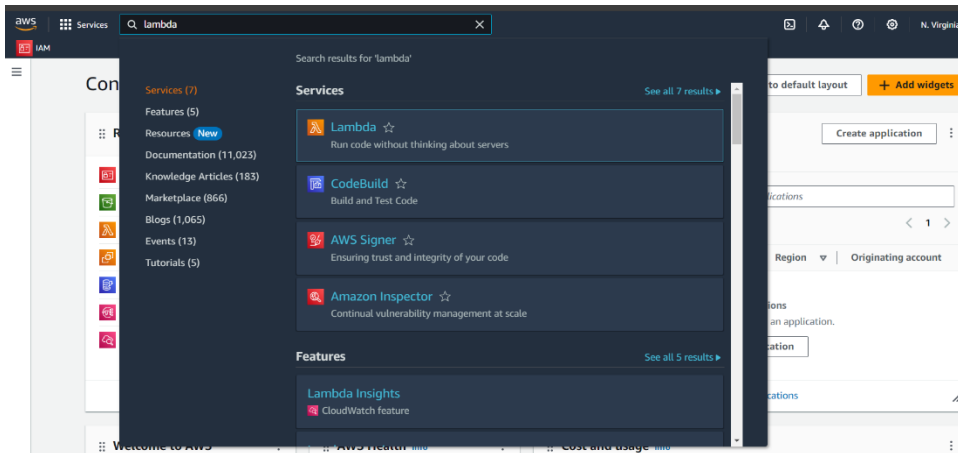 aws
Services
lambda
N. Virginia
IAM
Search results for 'lambda'
Con
Services (7)
Features (5)
Resources New
Documentation (11,023)
Knowledge Articles (183)
Marketplace (866)
Blogs (1,065)
Events (13)
Tutorials (5)
Services
See all 7 results
Lambda
Run code without thinking about servers
CodeBuild
Build and Test Code
AWS Signer
Ensuring trust and integrity of your code
Amazon Inspector
Continual vulnerability management at scale
Features
See all 5 results
Lambda Insights
CloudWatch feature
to default layout
+ Add widgets
R
Create application
lications
1
Region
Originating account
ions
an application.
cation
cations
Welcome to AWS
AWS Health Info
Cost and usage Info